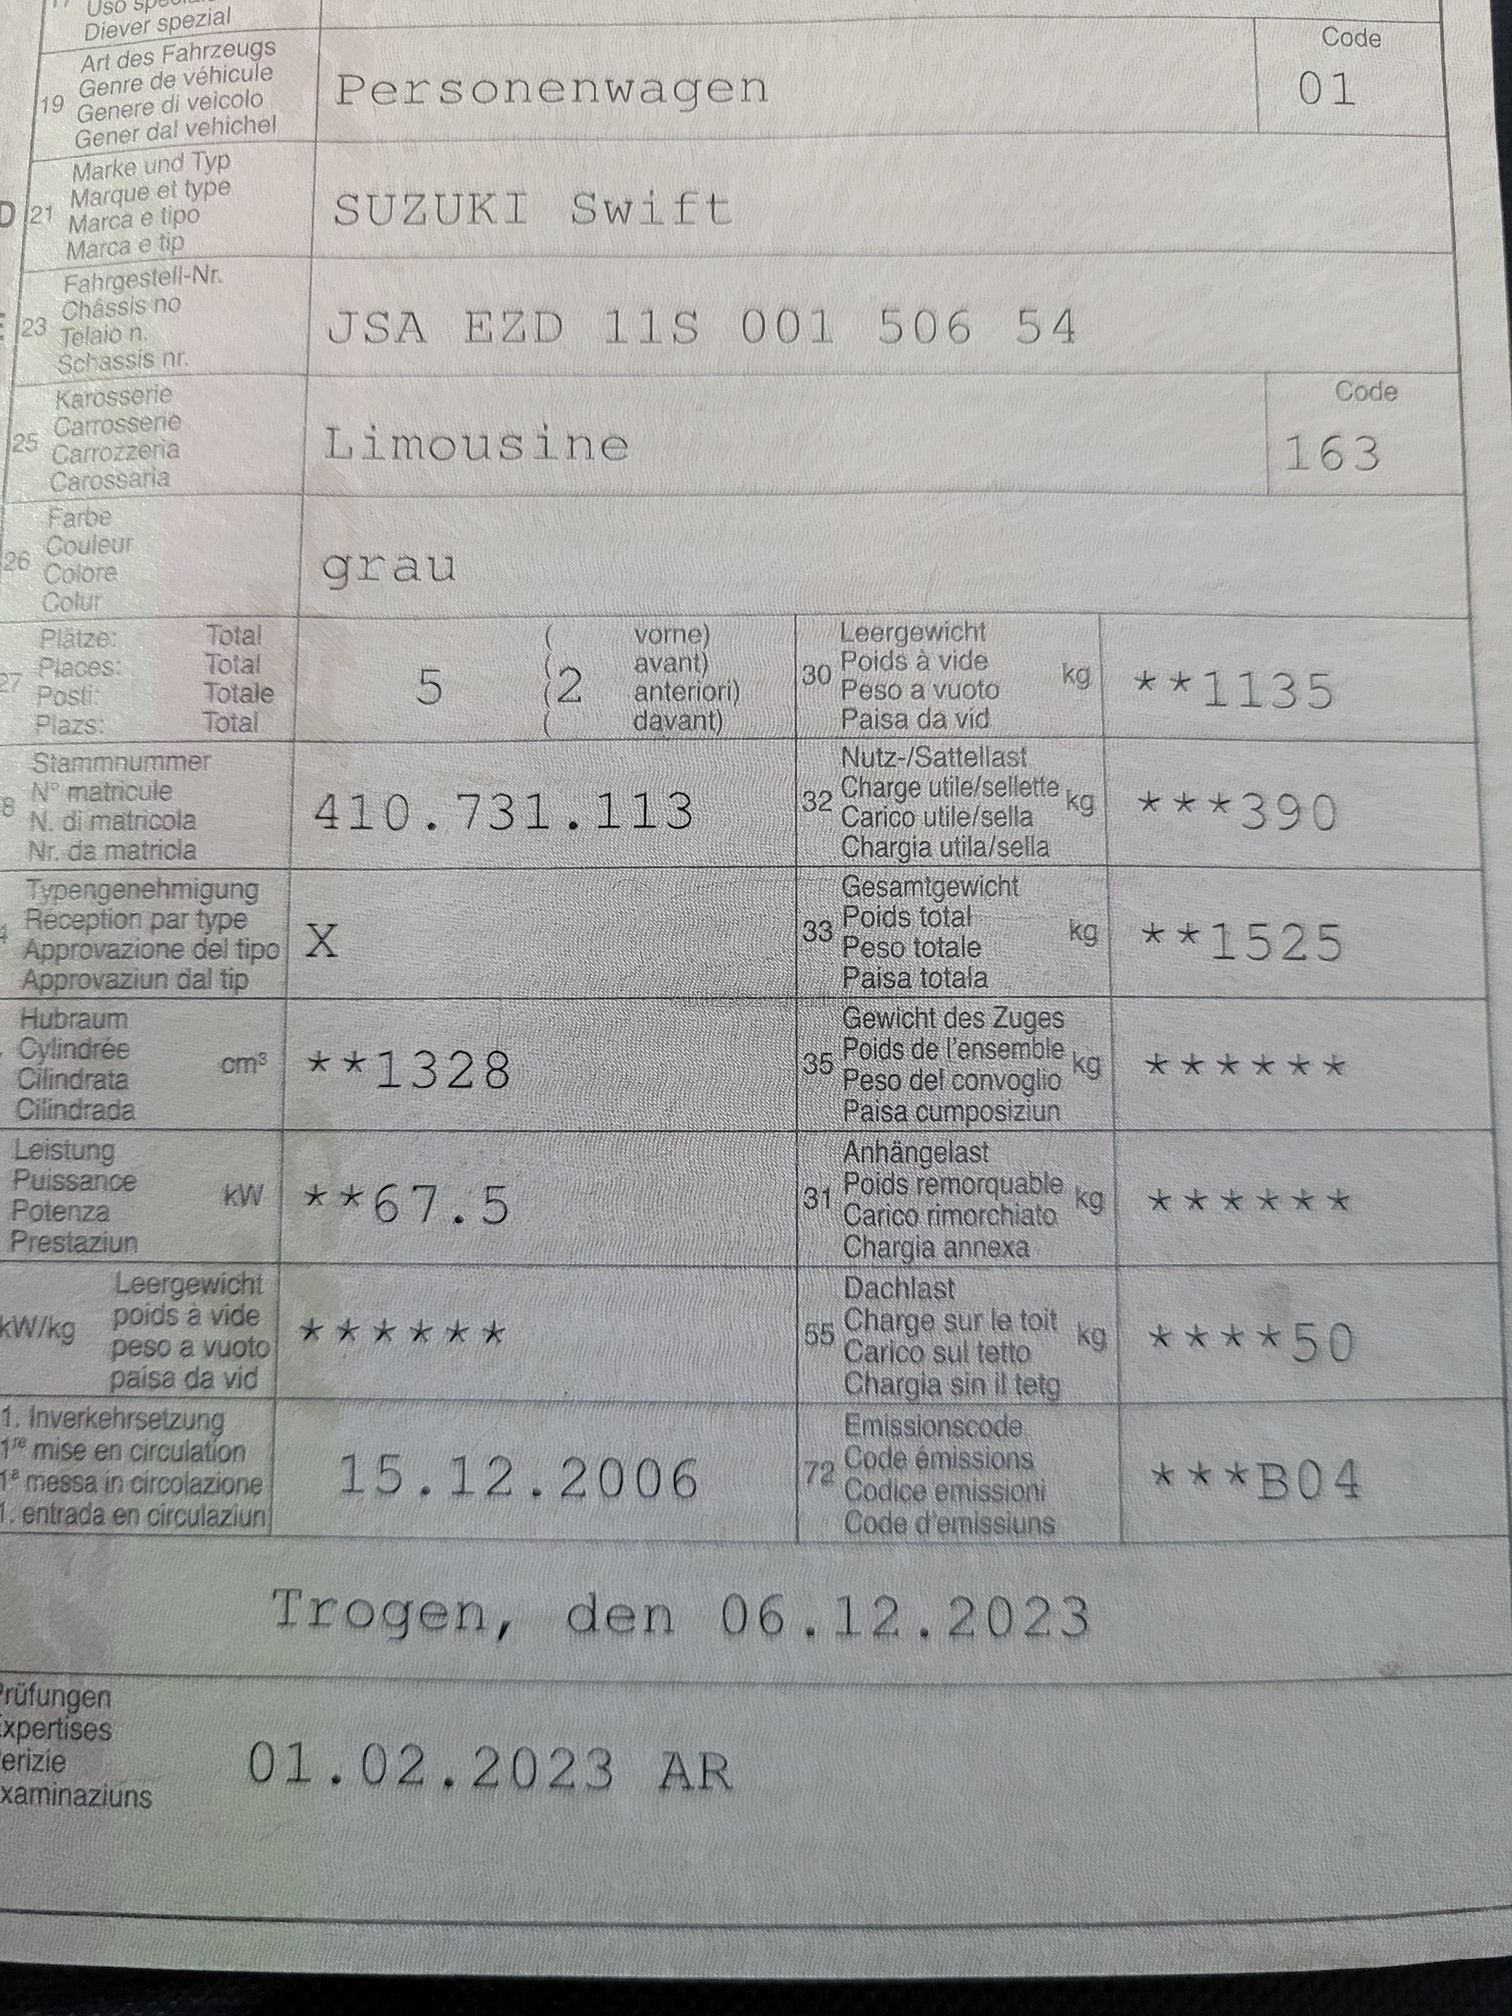 17 Uso
Diever spezial
Art des Fahrzeugs
Genre de véhicule
19 Genere di veicolo
Gener dal vehichel
Personenwagen
Code
01
Marke und Typ
Marque et type
D 21 Marca e tipo
Marca e tip
SUZUKI Swift
Fahrgestell-Nr.
Châssis no
23 Telaio n.
Schassis nr.
JSA EZD 11S 001 506 54
Karosserie
Carrosserie
25 Carrozzeria
Carossaria
Limousine
Code
163
Farbe
Couleur
26 Colore
Colur
grau
Plätze: Total
Places: Total
27 Posti: Totale
Plazs: Total
5
( vorne)
( avant)
(2 anteriori)
( davant)
Leergewicht
30 Poids à vide kg
Peso a vuoto
Paisa da vid
**1135
Stammnummer
8 N° matricule
N. di matricola
Nr. da matricla
410.731.113
Nutz-/Sattellast
32 Charge utile/sellette kg
Carico utile/sella
Chargia utila/sella
***390
Typengenehmigung
Réception par type
Approvazione del tipo
Approvaziun dal tip
X
Gesamtgewicht
33 Poids total kg
Peso totale
Paisa totala
**1525
Hubraum
Cylindrée cm³
Cilindrata
Cilindrada
**1328
Gewicht des Zuges
35 Poids de l'ensemble kg
Peso del convoglio
Paisa cumposiziun
******
Leistung
Puissance kW
Potenza
Prestaziun
**67.5
Anhängelast
31 Poids remorquable kg
Carico rimorchiato
Chargia annexa
******
Leergewicht
kW/kg poids à vide
peso a vuoto
paisa da vid
******
Dachlast
55 Charge sur le toit kg
Carico sul tetto
Chargia sin il tetg
****50
1. Inverkehrsetzung
1re mise en circulation
1a messa in circolazione
1. entrada en circulaziun
15.12.2006
Emissionscode
72 Code émissions
Codice emissioni
Code d'emissiuns
***B04
Trogen, den 06.12.2023
Prüfungen
Expertises
erizie
xaminaziuns
01.02.2023 AR